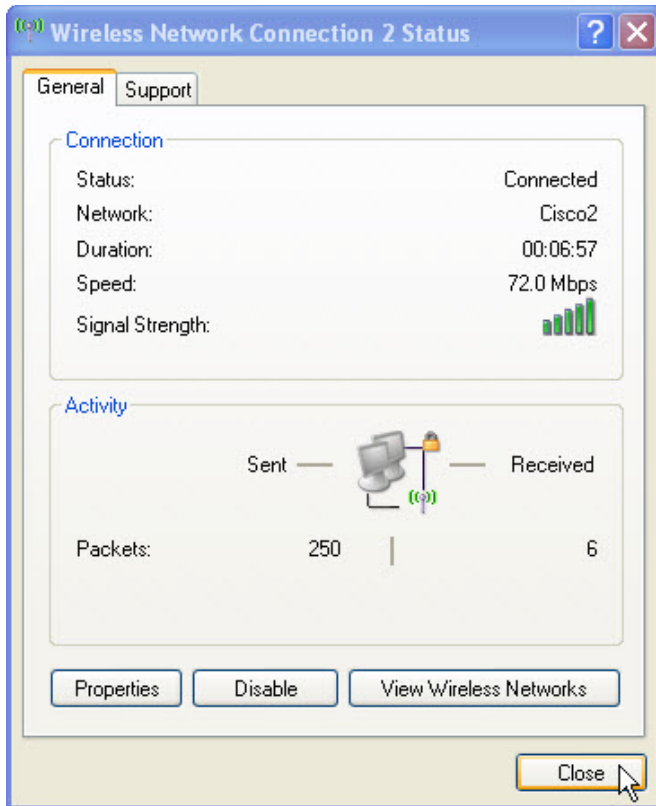 Wireless Network Connection 2 Status
?
General Support
Connection
Status: Connected
Network: Cisco2
Duration: 00:06:57
Speed: 72.0 Mbps
Signal Strength:
Activity
Sent Received
Packets: 250 6
Properties Disable View Wireless Networks
Close